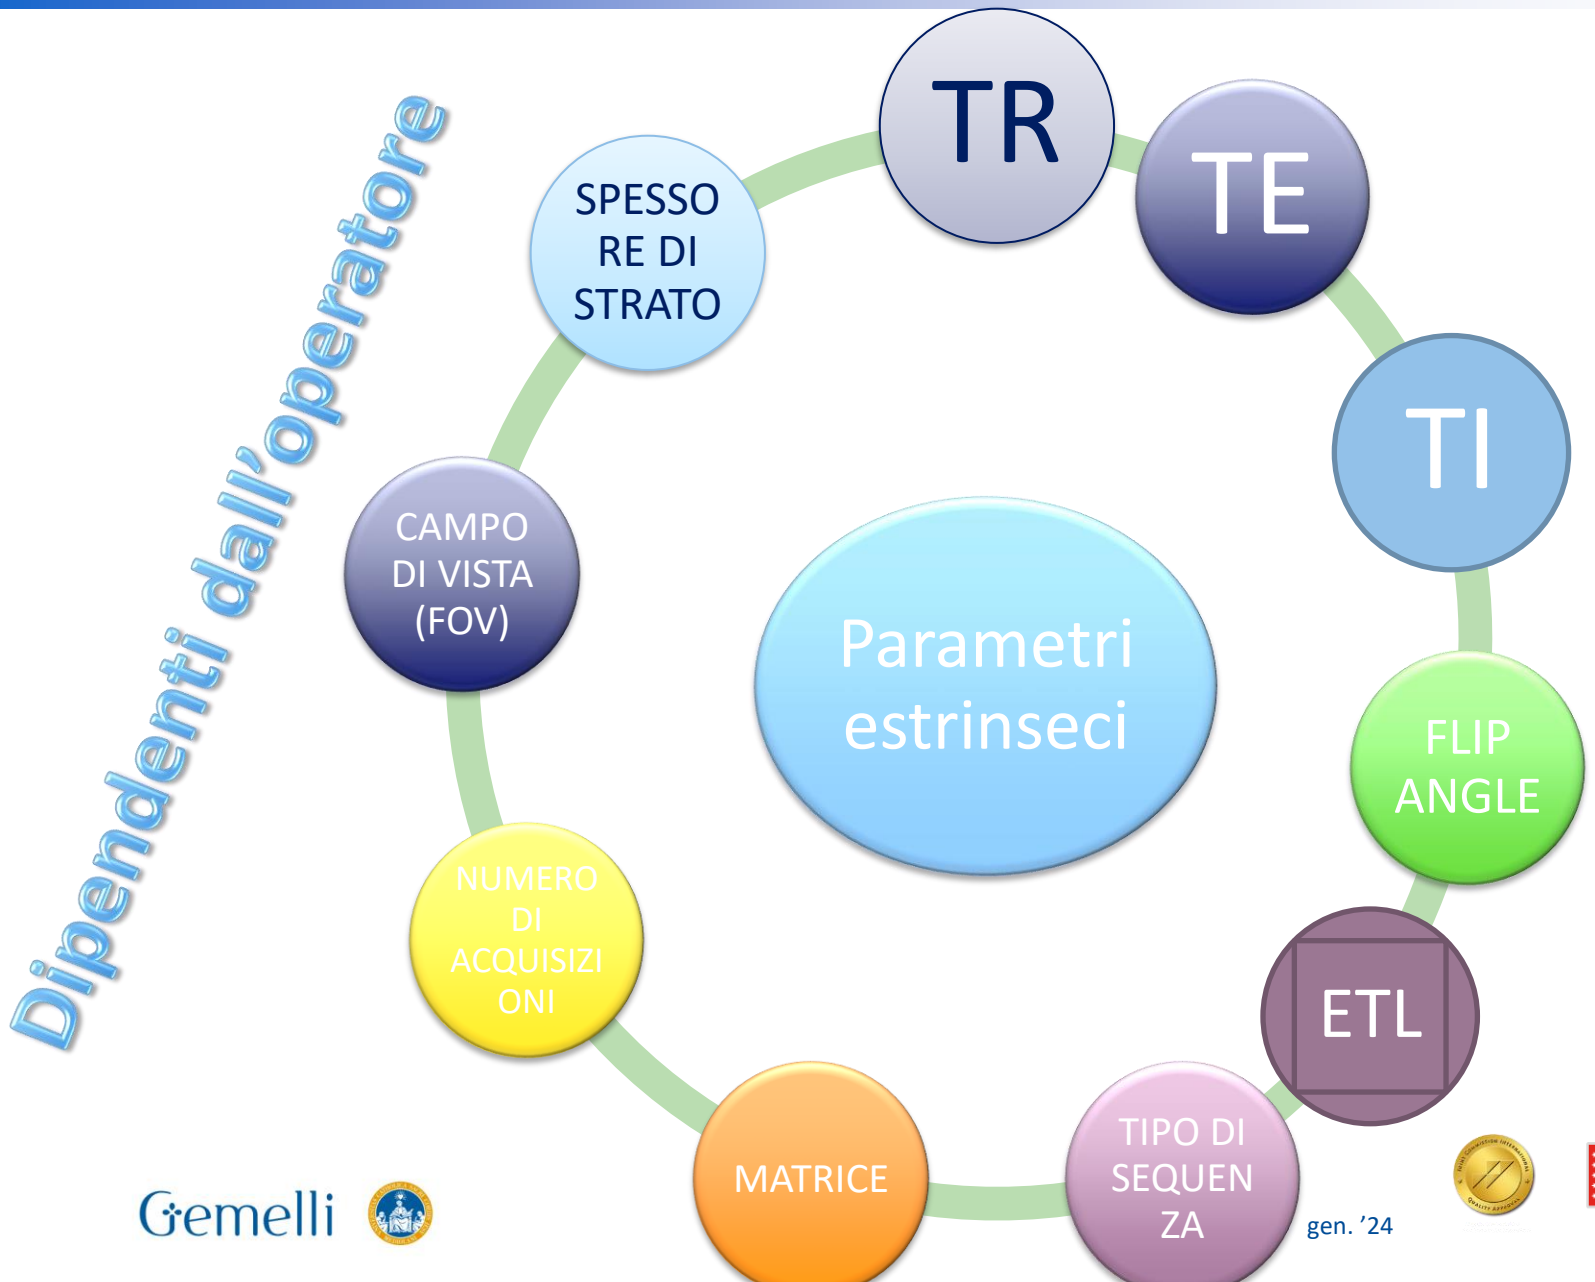 Dipendenti dall'operatore
TR
TE
TI
FLIP
ANGLE
ETL
TIPO DI
SEQUEN
ZA
MATRICE
NUMERO
DI
ACQUISIZI
ONI
CAMPO
DI VISTA
(FOV)
SPESSO
RE DI
STRATO
Parametri
estrinseci
Gemelli
gen. ’24